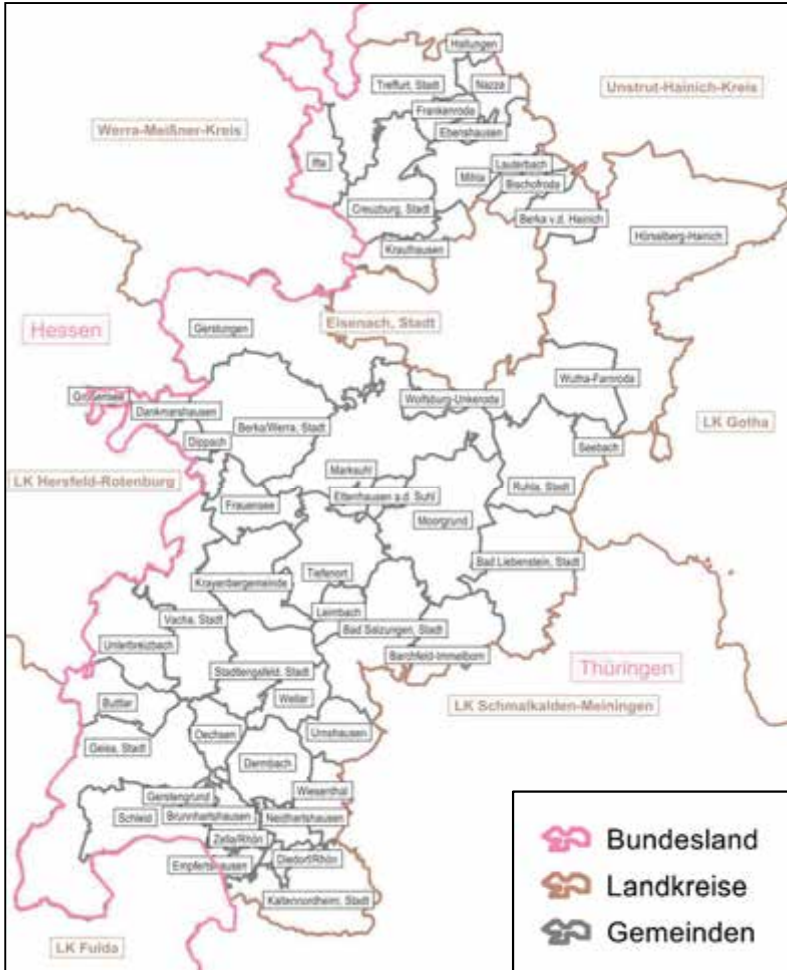 Hallungen
Treffurt, Stadt
Nazza
Unstrut-Hainich-Kreis
Frankenroda
Werra-Meißner-Kreis
Ebenshausen
Ifta
Lauterbach
Mihla
Bischofroda
Creuzburg, Stadt
Berka v.d. Hainich
Hörselberg-Hainich
Krauthausen
Eisenach, Stadt
Gerstungen
Hessen
Wutha-Farnroda
Großensee
Wolfsburg-Unkeroda
Dankmarshausen
LK Gotha
Berka/Werra, Stadt
Dippach
Seebach
Marksuhl
LK Hersfeld-Rotenburg
Ruhla, Stadt
Ettenhausen a.d. Suhl
Frauensee
Moorgrund
Bad Liebenstein, Stadt
Tiefenort
Krayenberggemeinde
Leimbach
Vacha, Stadt
Bad Salzungen, Stadt
Unterbreizbach
Barchfeld-Immelborn
Thüringen
Stadtlengsfeld, Stadt
Weilar
Buttlar
LK Schmalkalden-Meiningen
Oechsen
Urnshausen
Geisa, Stadt
Dermbach
Wiesenthal
Gerstengrund
Schleid
Brunnhartshausen
Neidhartshausen
Zella/Rhön
Empfertshausen
Diedorf/Rhön
Kaltennordheim, Stadt
LK Fulda
Bundesland
Landkreise
Gemeinden